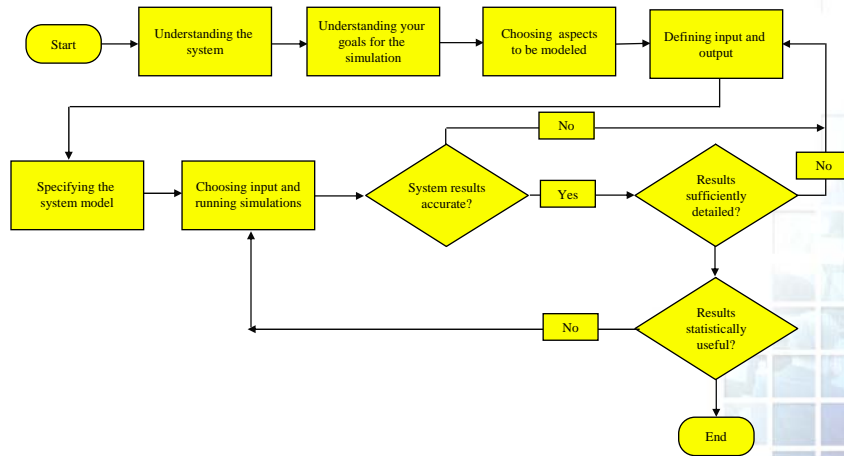 Start
Understanding the
system
Understanding your
goals for the
simulation
Choosing aspects
to be modeled
Defining input and
output
No
No
Specifying the
system model
Choosing input and
running simulations
System results
accurate?
Yes
Results
sufficiently
detailed?
Results
statistically
useful?
No
End